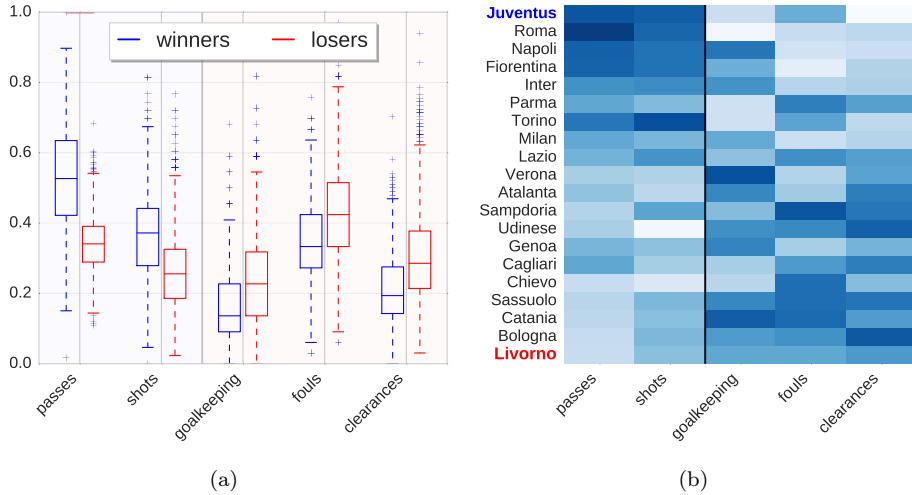 winners losers
1.0
0.8
0.6
0.4
0.2
0.0
passes
shots
goalkeeping
fouls
clearances
(a)
Juventus
Roma
Napoli
Fiorentina
Inter
Parma
Torino
Milan
Lazio
Verona
Atalanta
Sampdoria
Udinese
Genoa
Cagliari
Chievo
Sassuolo
Catania
Bologna
Livorno
passes
shots
goalkeeping
fouls
clearances
(b)